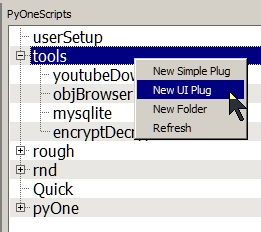 PyOneScripts
userSetup
tools
youtubeDow
New Simple Plug
objBrowser
New UI Plug
mysqlite
New Folder
encryptDecry
Refresh
rough
rnd
Quick
pyOne